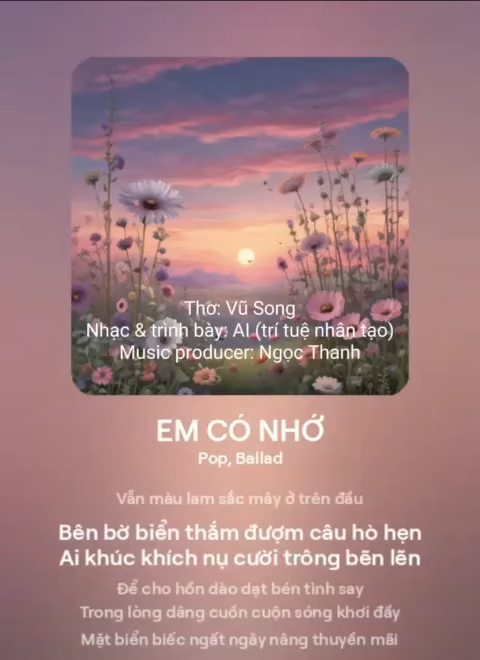 Thơ: Vũ Song
Nhạc & trình bày: AI (trí tuệ nhân tạo)
Music producer: Ngọc Thanh
EM CÓ NHỚ
Pop, Ballad
Vẫn màu lam sắc mây ở trên đầu
Bên bờ biển thắm đượm câu hò hẹn
Ai khúc khích nụ cười trông bẽn lẽn
Để cho hồn dào dạt bén tình say
Trong lòng dâng cuồn cuộn sóng khơi đầy
Mặt biển biếc ngất ngây nâng thuyền mãi